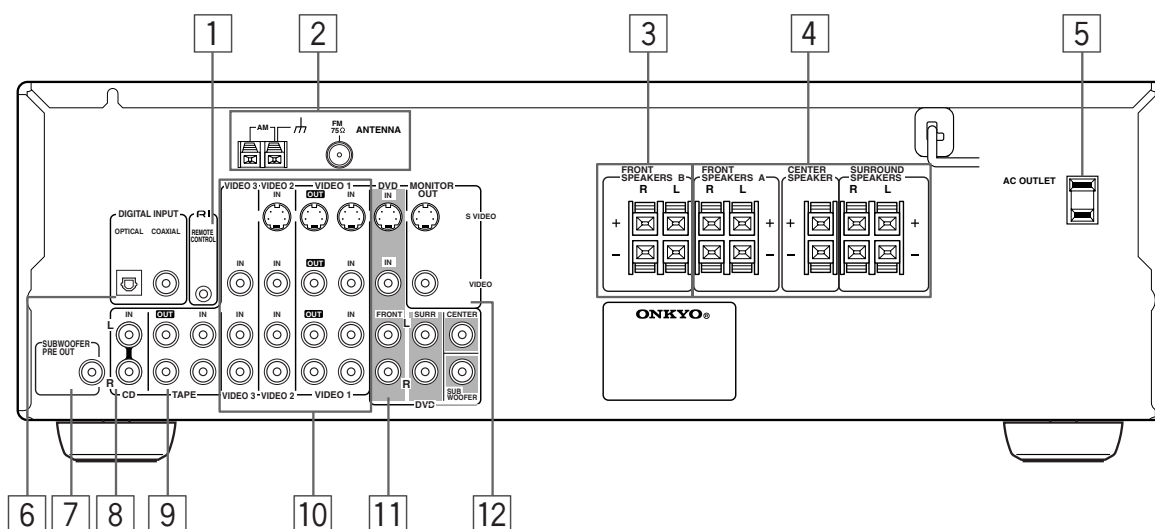 1 2 3 4 5
AM FM 75Ω ANTENNA
FRONT SPEAKERS B
R L
FRONT SPEAKERS A
R L
CENTER SPEAKER
SURROUND SPEAKERS
R L
+ − + − + − + −
AC OUTLET
VIDEO 3 VIDEO 2 VIDEO 1 DVD MONITOR OUT
IN OUT IN IN
S VIDEO
DIGITAL INPUT
OPTICAL COAXIAL
RI
REMOTE CONTROL
IN IN OUT IN IN
VIDEO
ONKYO®
SUBWOOFER PRE OUT
L IN OUT IN IN IN OUT IN FRONT L SURR CENTER
R CD TAPE VIDEO 3 VIDEO 2 VIDEO 1 R DVD SUB WOOFER
6 7 8 9 10 11 12